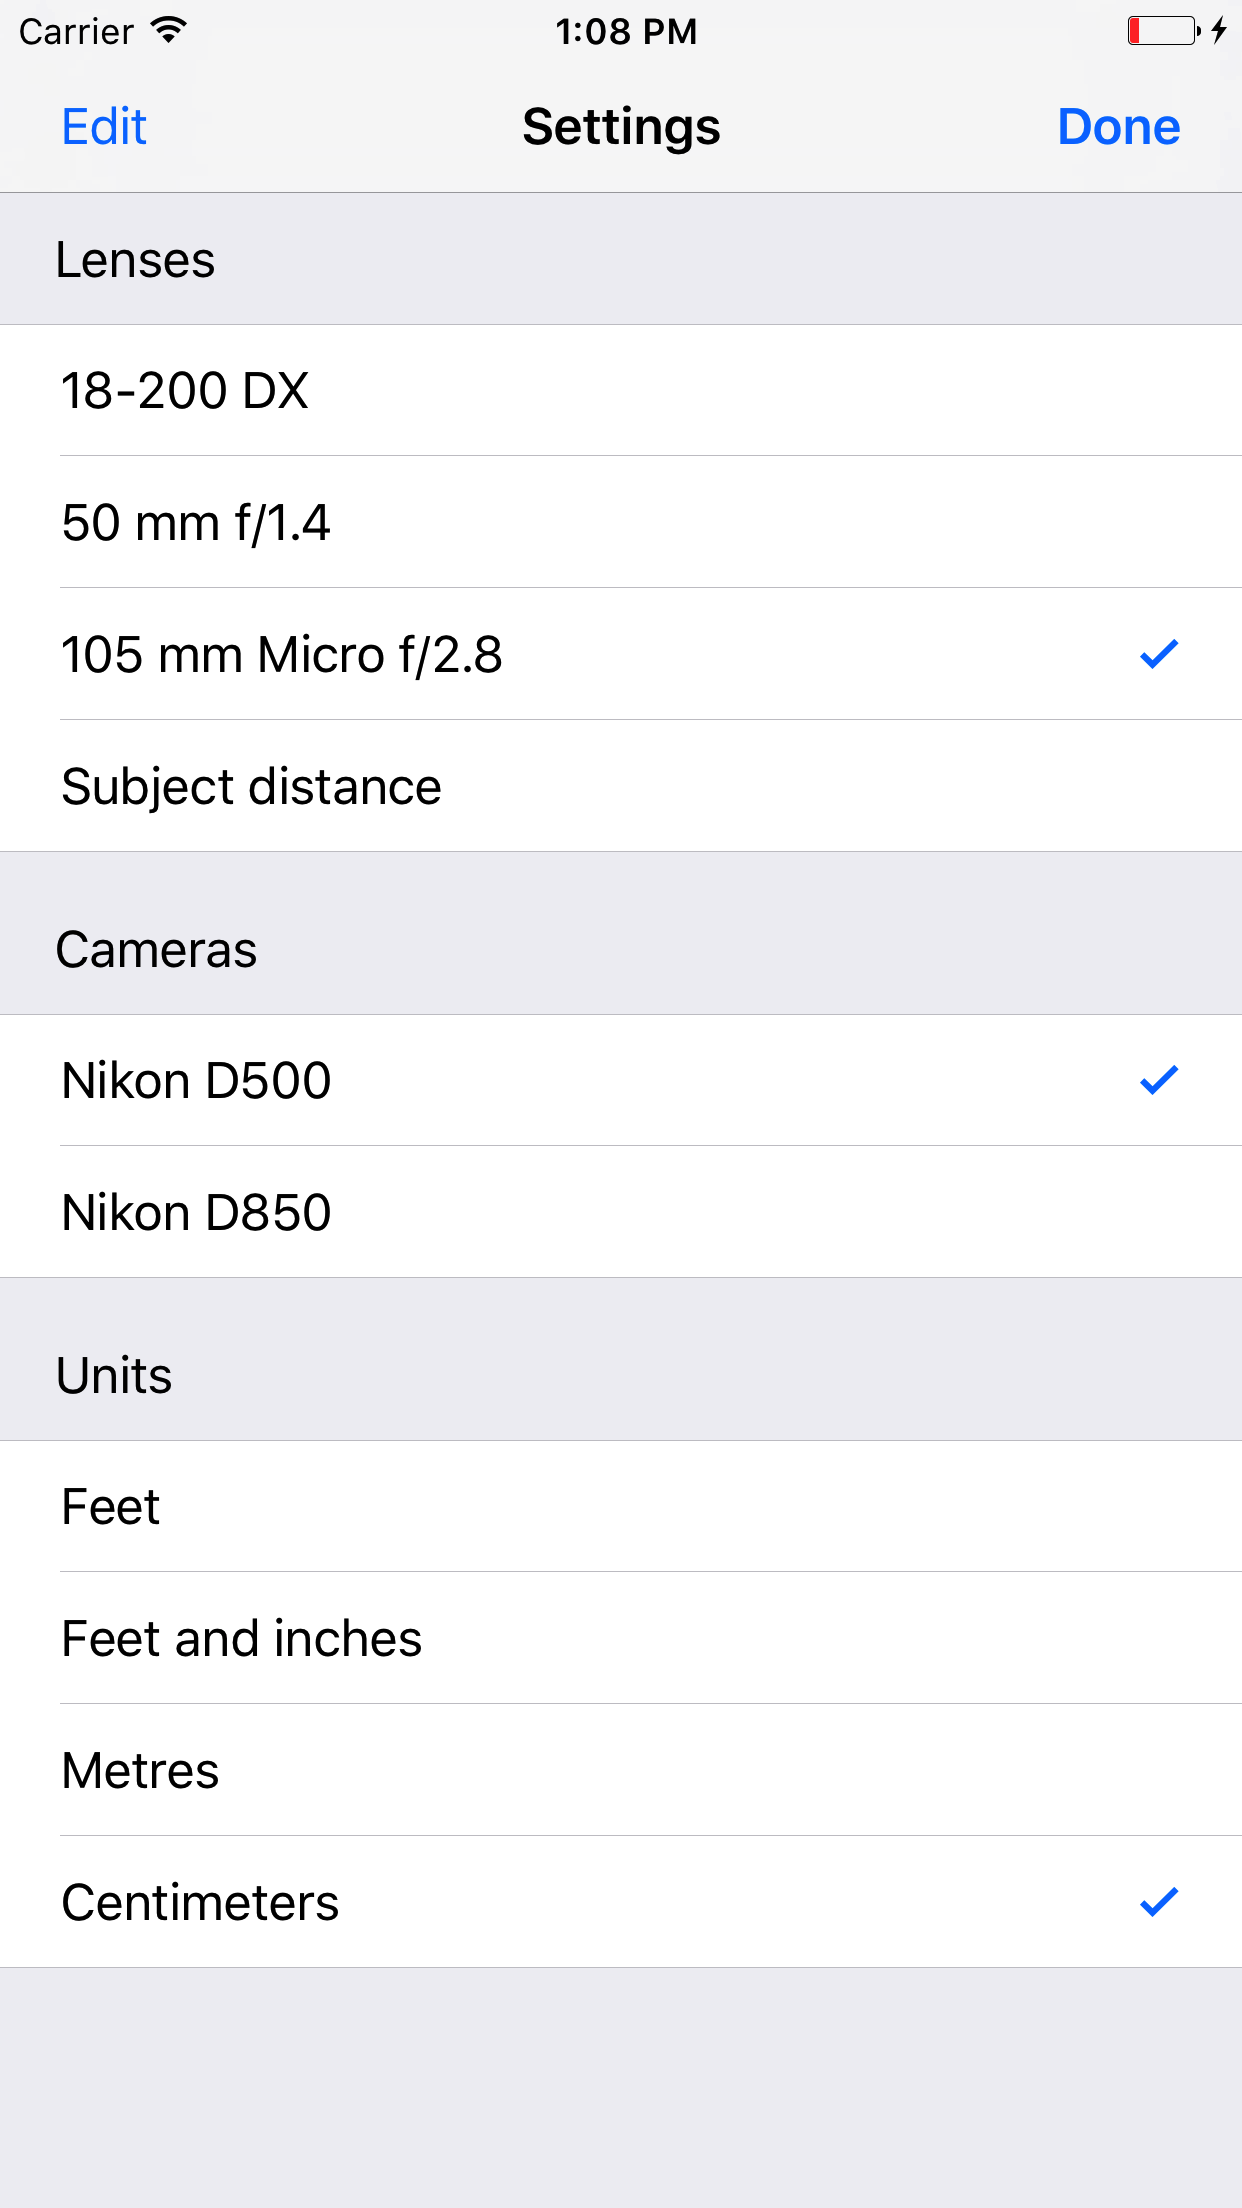 Carrier 1:08 PM
Edit Settings Done
Lenses
18-200 DX
50 mm f/1.4
105 mm Micro f/2.8
Subject distance
Cameras
Nikon D500
Nikon D850
Units
Feet
Feet and inches
Metres
Centimeters